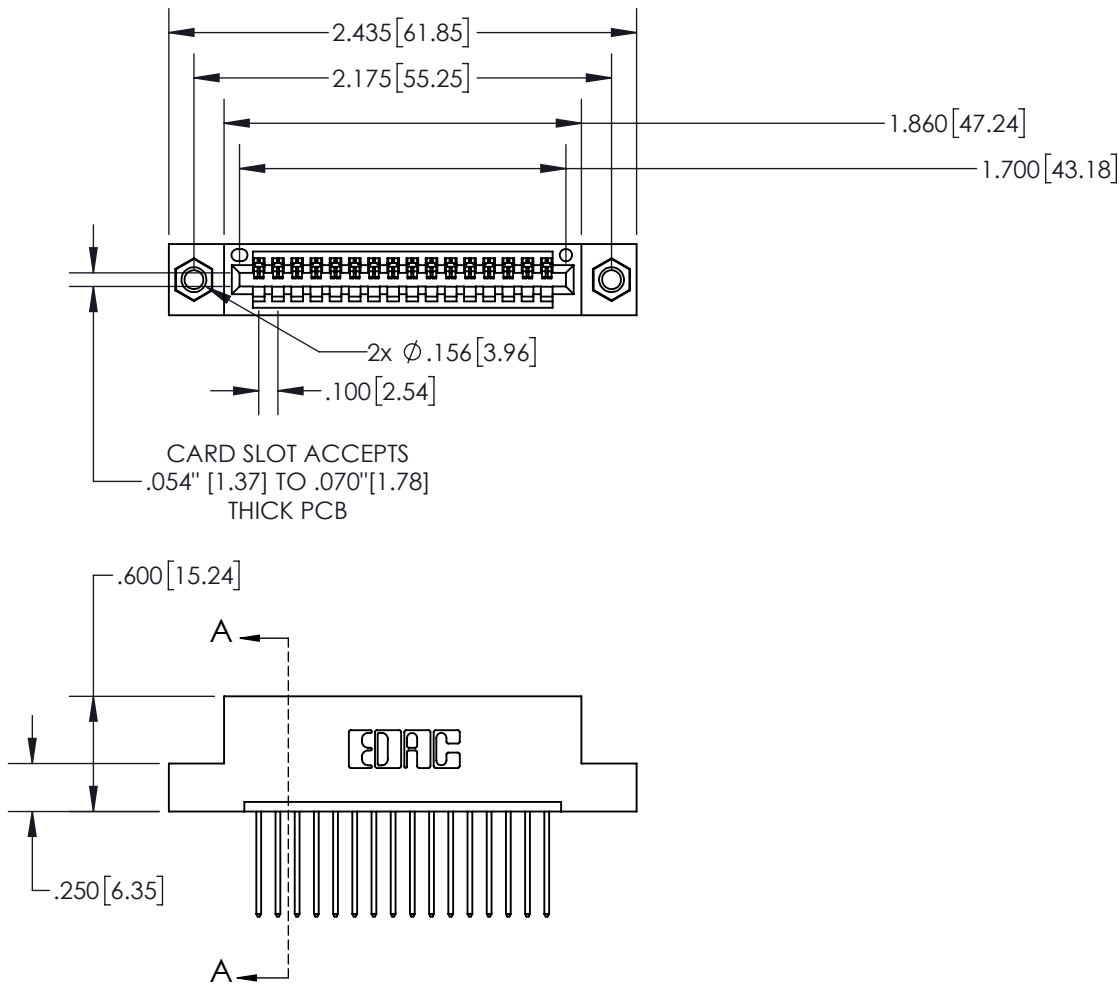 2.435[61.85]
2.175[55.25]
1.860[47.24]
1.700[43.18]
2x Ø.156[3.96]
.100[2.54]
CARD SLOT ACCEPTS
.054" [1.37] TO .070"[1.78]
THICK PCB
.600[15.24]
A
EDAC
.250[6.35]
A